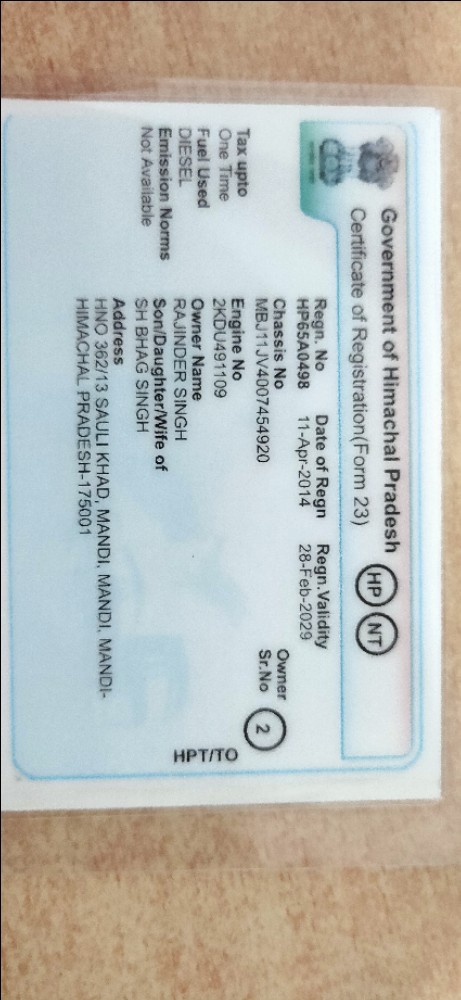 Government of Himachal Pradesh HP NT
Certificate of Registration(Form 23)
Regn. No Date of Regn Regn.Validity
HP65A0498 11-Apr-2014 28-Feb-2029
Chassis No Owner
MBJ11JV4007454920 Sr.No 2
Tax upto Engine No
One Time 2KDU491109
Fuel Used Owner Name
DIESEL RAJINDER SINGH
Emission Norms Son/Daughter/Wife of
Not Available SH BHAG SINGH
HPT/TO
Address
HNO 362/13 SAULI KHAD, MANDI, MANDI, MANDI-
HIMACHAL PRADESH-175001